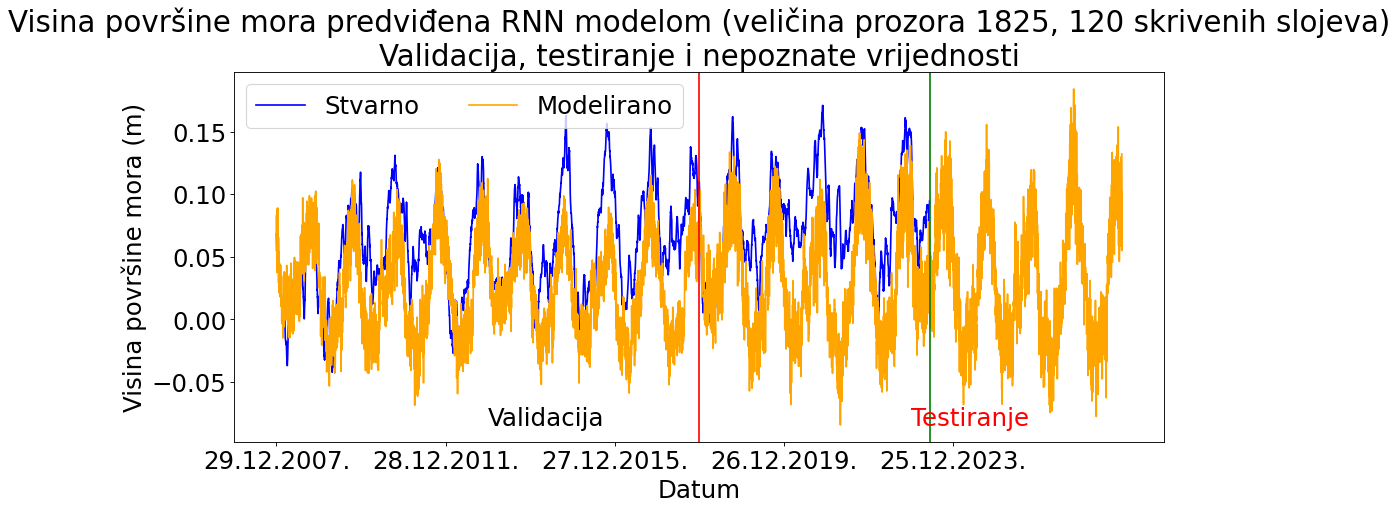 Visina površine mora predviđena RNN modelom (veličina prozora 1825, 120 skrivenih slojeva)
Validacija, testiranje i nepoznate vrijednosti
Stvarno
Modelirano
Visina površine mora (m)
0.15
0.10
0.05
0.00
−0.05
Validacija
Testiranje
29.12.2007.
28.12.2011.
27.12.2015.
26.12.2019.
25.12.2023.
Datum